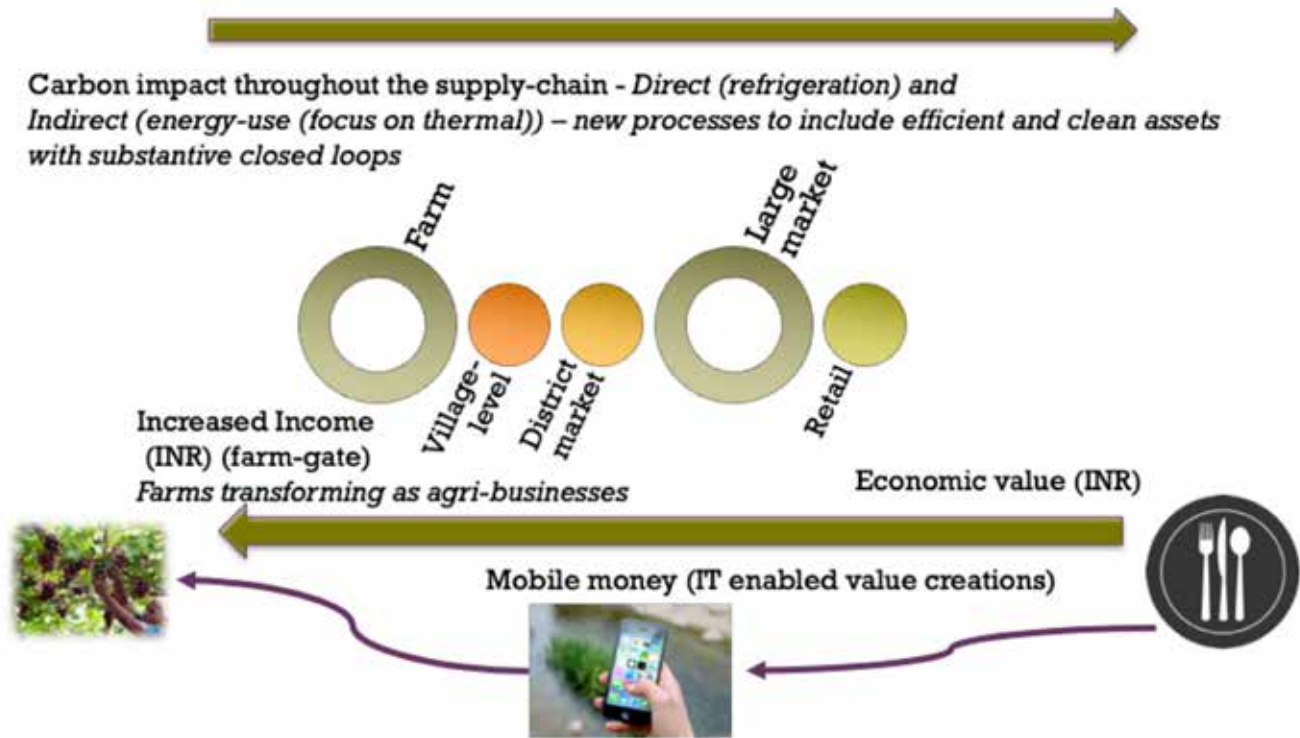 Carbon impact throughout the supply-chain - Direct (refrigeration) and
Indirect (energy-use (focus on thermal)) – new processes to include efficient and clean assets
with substantive closed loops
Farm
Large
market
Village-
level
District
market
Retail
Increased Income
(INR) (farm-gate)
Farms transforming as agri-businesses
Economic value (INR)
Mobile money (IT enabled value creations)